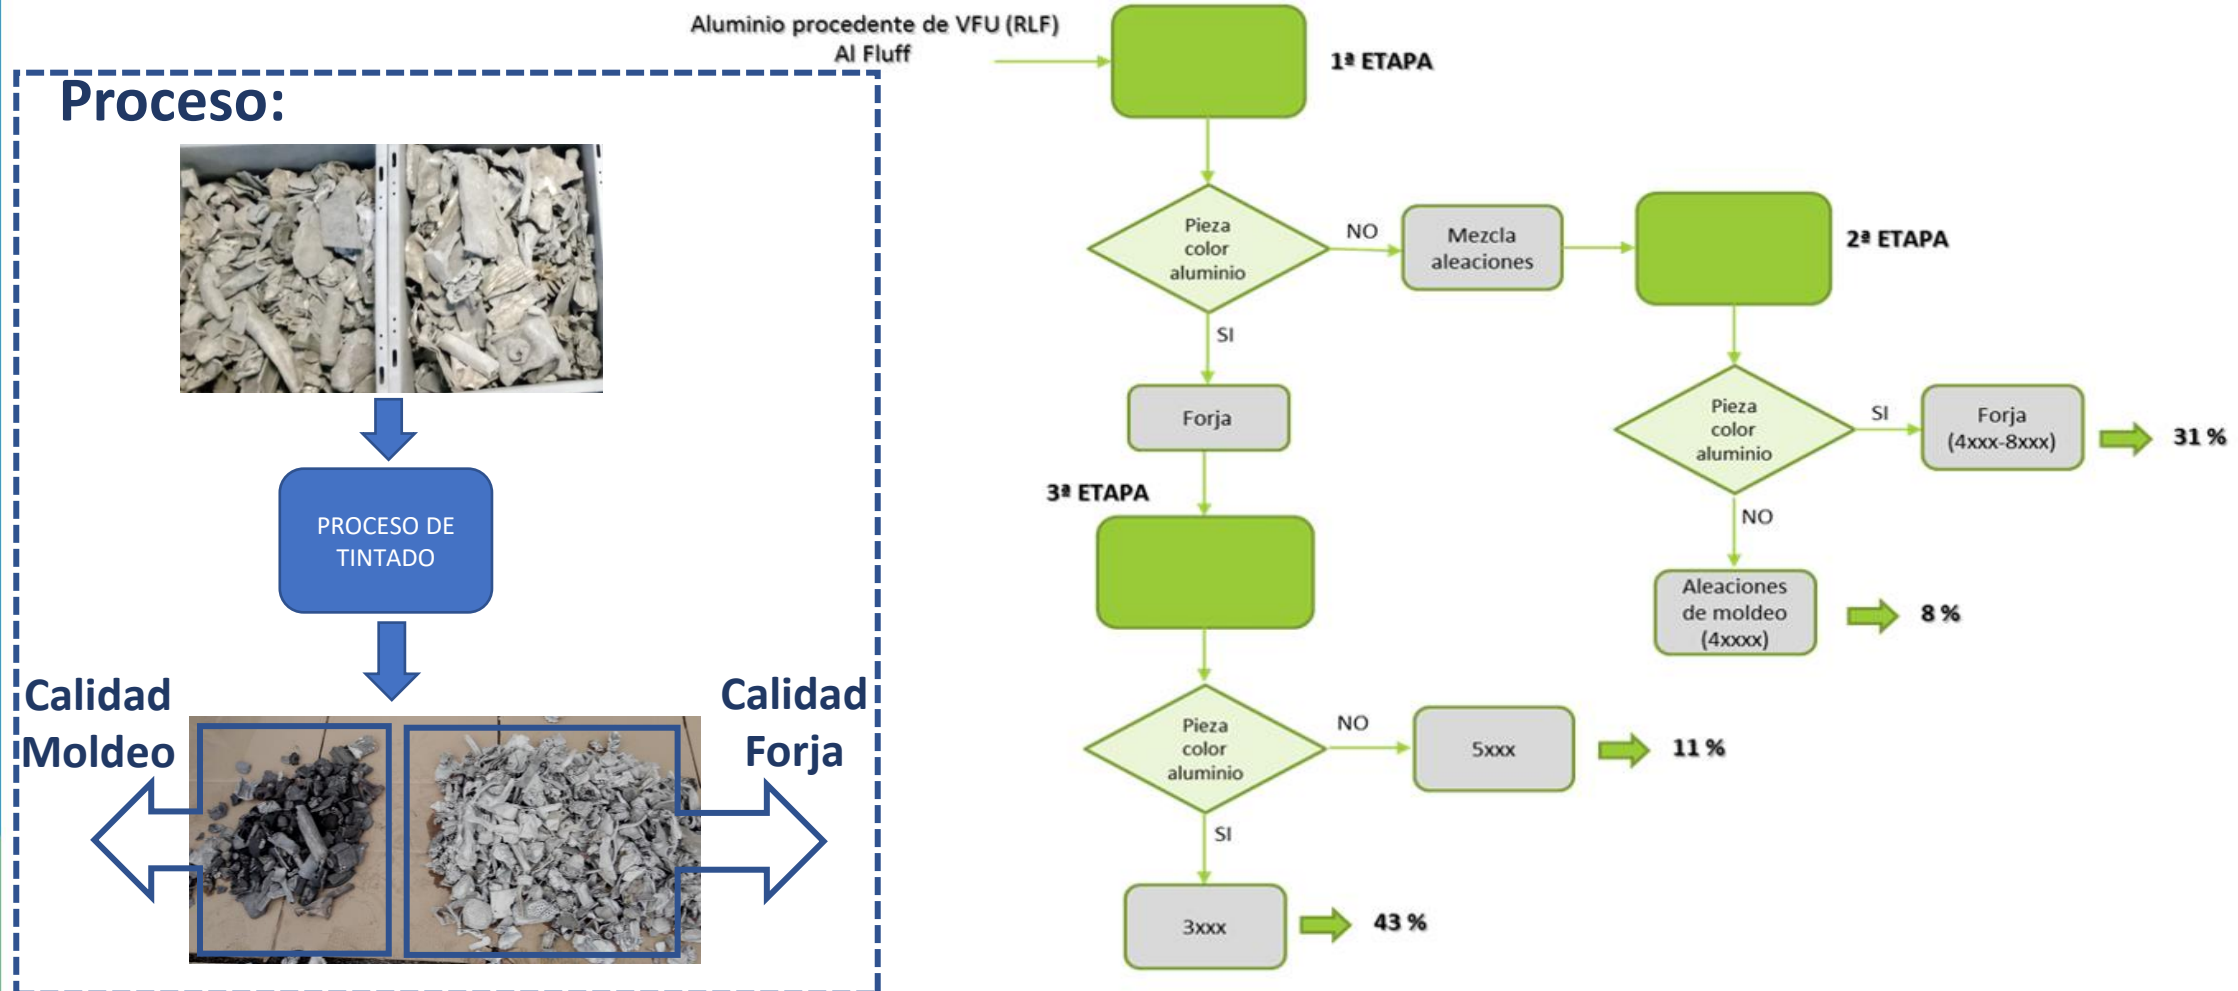 Proceso:
PROCESO DE
TINTADO
Calidad
Moldeo
Calidad
Forja
Aluminio procedente de VFU (RLF)
Al Fluff
1ª ETAPA
Pieza
color
aluminio
NO
Mezcla
aleaciones
2ª ETAPA
SI
Forja
Pieza
color
aluminio
SI
Forja
(4xxx-8xxx)
31 %
NO
Aleaciones
de moldeo
(4xxxx)
8 %
3ª ETAPA
Pieza
color
aluminio
NO
5xxx
11 %
SI
3xxx
43 %